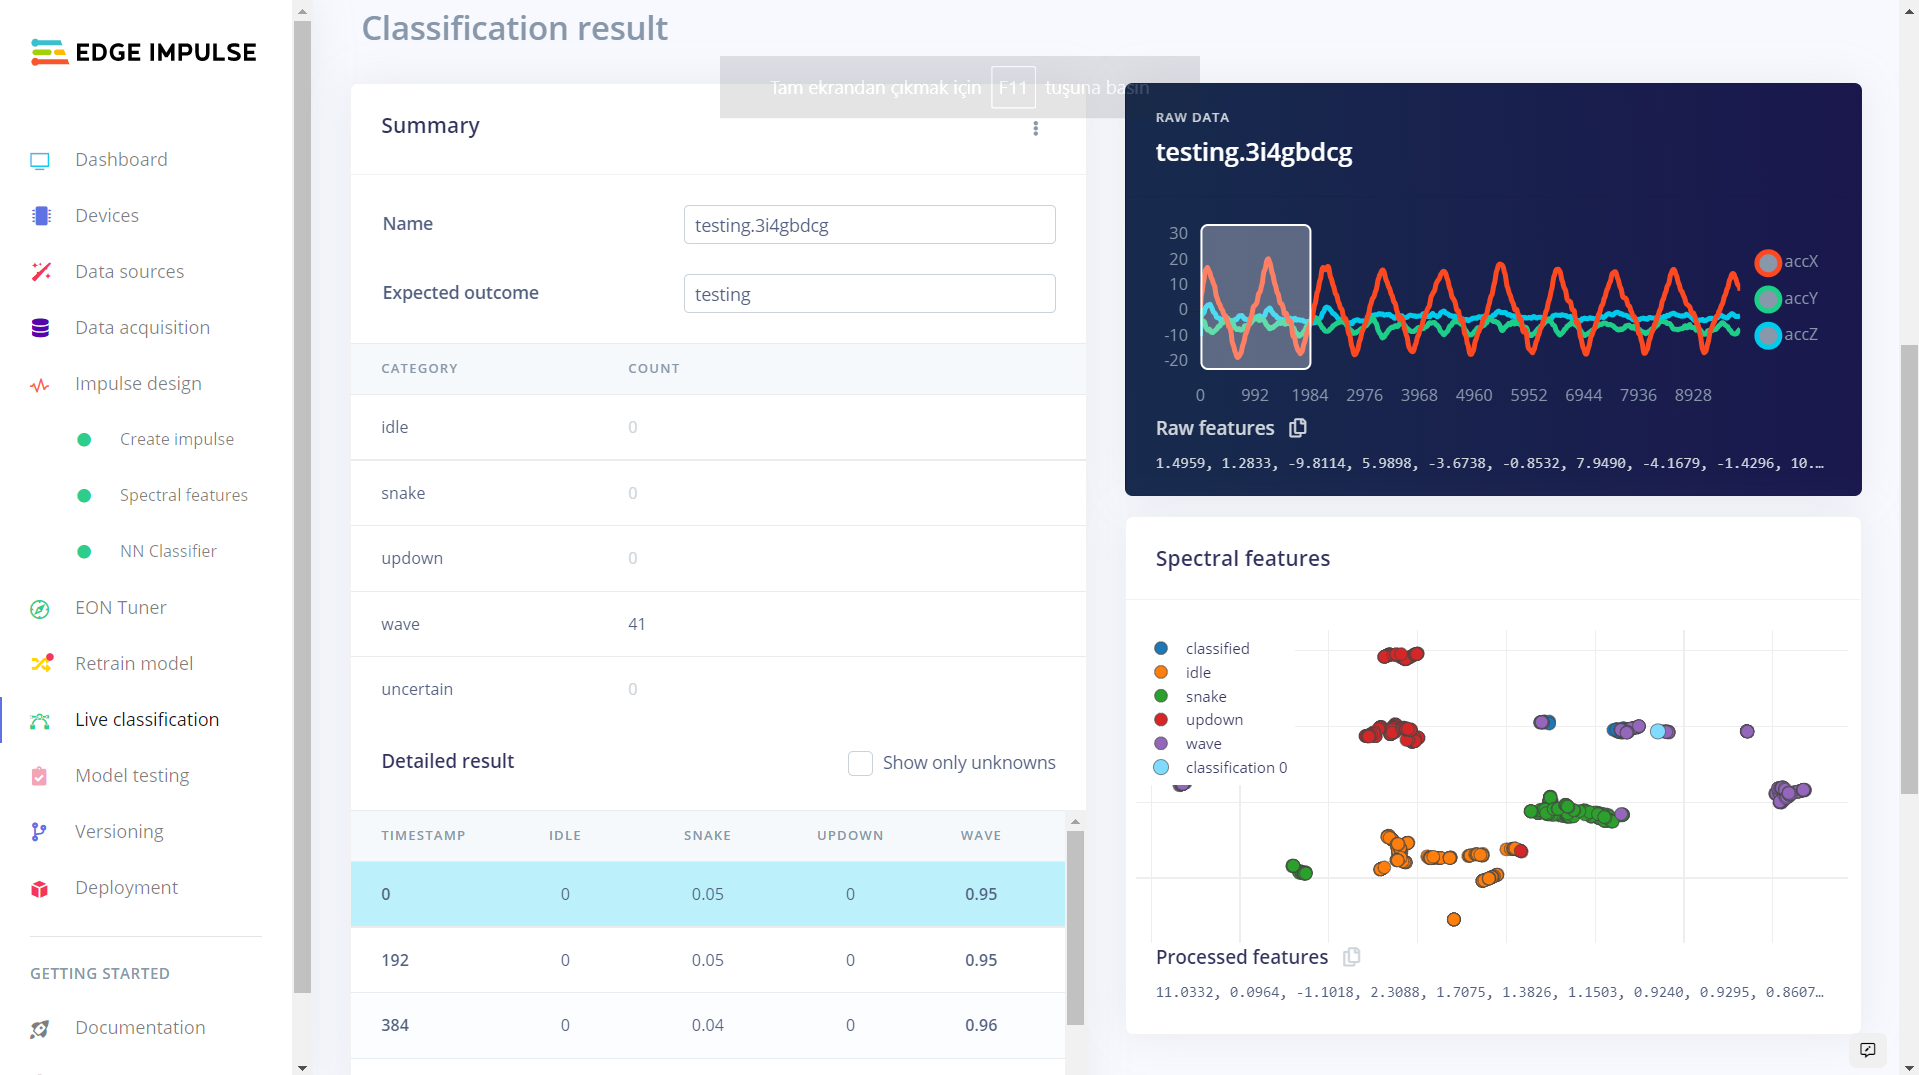 EDGE IMPULSE
Dashboard
Devices
Data sources
Data acquisition
Impulse design
Create impulse
Spectral features
NN Classifier
EON Tuner
Retrain model
Live classification
Model testing
Versioning
Deployment
GETTING STARTED
Documentation
Classification result
Tam ekrandan çıkmak için F11 tuşuna basın
Summary
Name testing.3i4gbdcg
Expected outcome testing
CATEGORY COUNT
idle 0
snake 0
updown 0
wave 41
uncertain 0
Detailed result Show only unknowns
TIMESTAMP IDLE SNAKE UPDOWN WAVE
0 0 0.05 0 0.95
192 0 0.05 0 0.95
384 0 0.04 0 0.96
RAW DATA
testing.3i4gbdcg
30
20
10
0
-10
-20
accX
accY
accZ
0 992 1984 2976 3968 4960 5952 6944 7936 8928
Raw features
1.4959, 1.2833, -9.8114, 5.9898, -3.6738, -0.8532, 7.9490, -4.1679, -1.4296, 10.…
Spectral features
classified
idle
snake
updown
wave
classification 0
Processed features
11.0332, 0.0964, -1.1018, 2.3088, 1.7075, 1.3826, 1.1503, 0.9240, 0.9295, 0.8607…